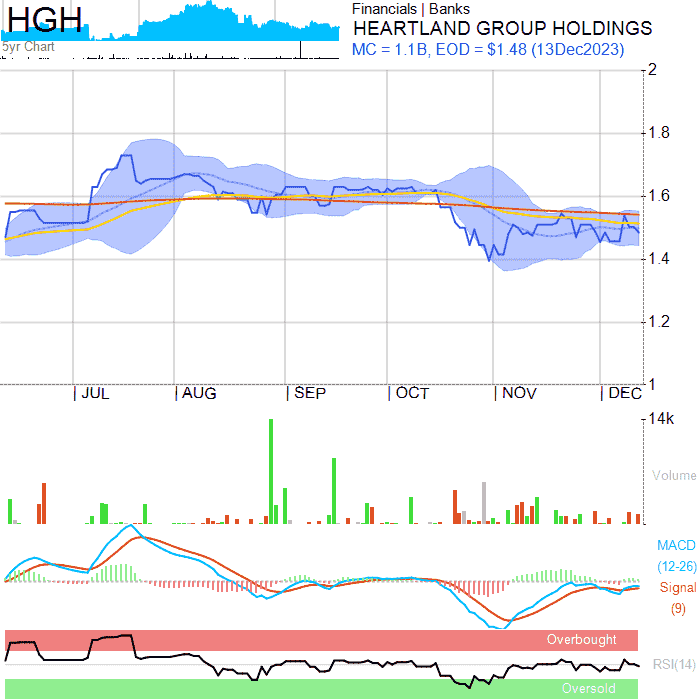 HGH
5yr Chart
Financials | Banks
HEARTLAND GROUP HOLDINGS
MC = 1.1B, EOD = $1.48 (13Dec2023)
2
1.8
1.6
1.4
1.2
1
| JUL | AUG | SEP | OCT | NOV | DEC
14k
Volume
MACD
(12-26)
Signal
(9)
Overbought
RSI(14)
Oversold